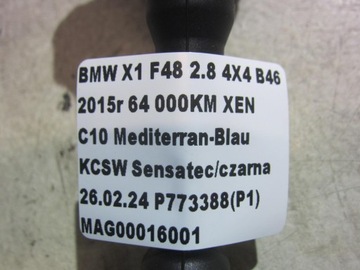 BMW X1 F48 2.8 4X4 B46
2015r 64 000KM XEN
C10 Mediterran-Blau
KCSW Sensatec/czarna
26.02.24 P773388(P1)
MAG00016001